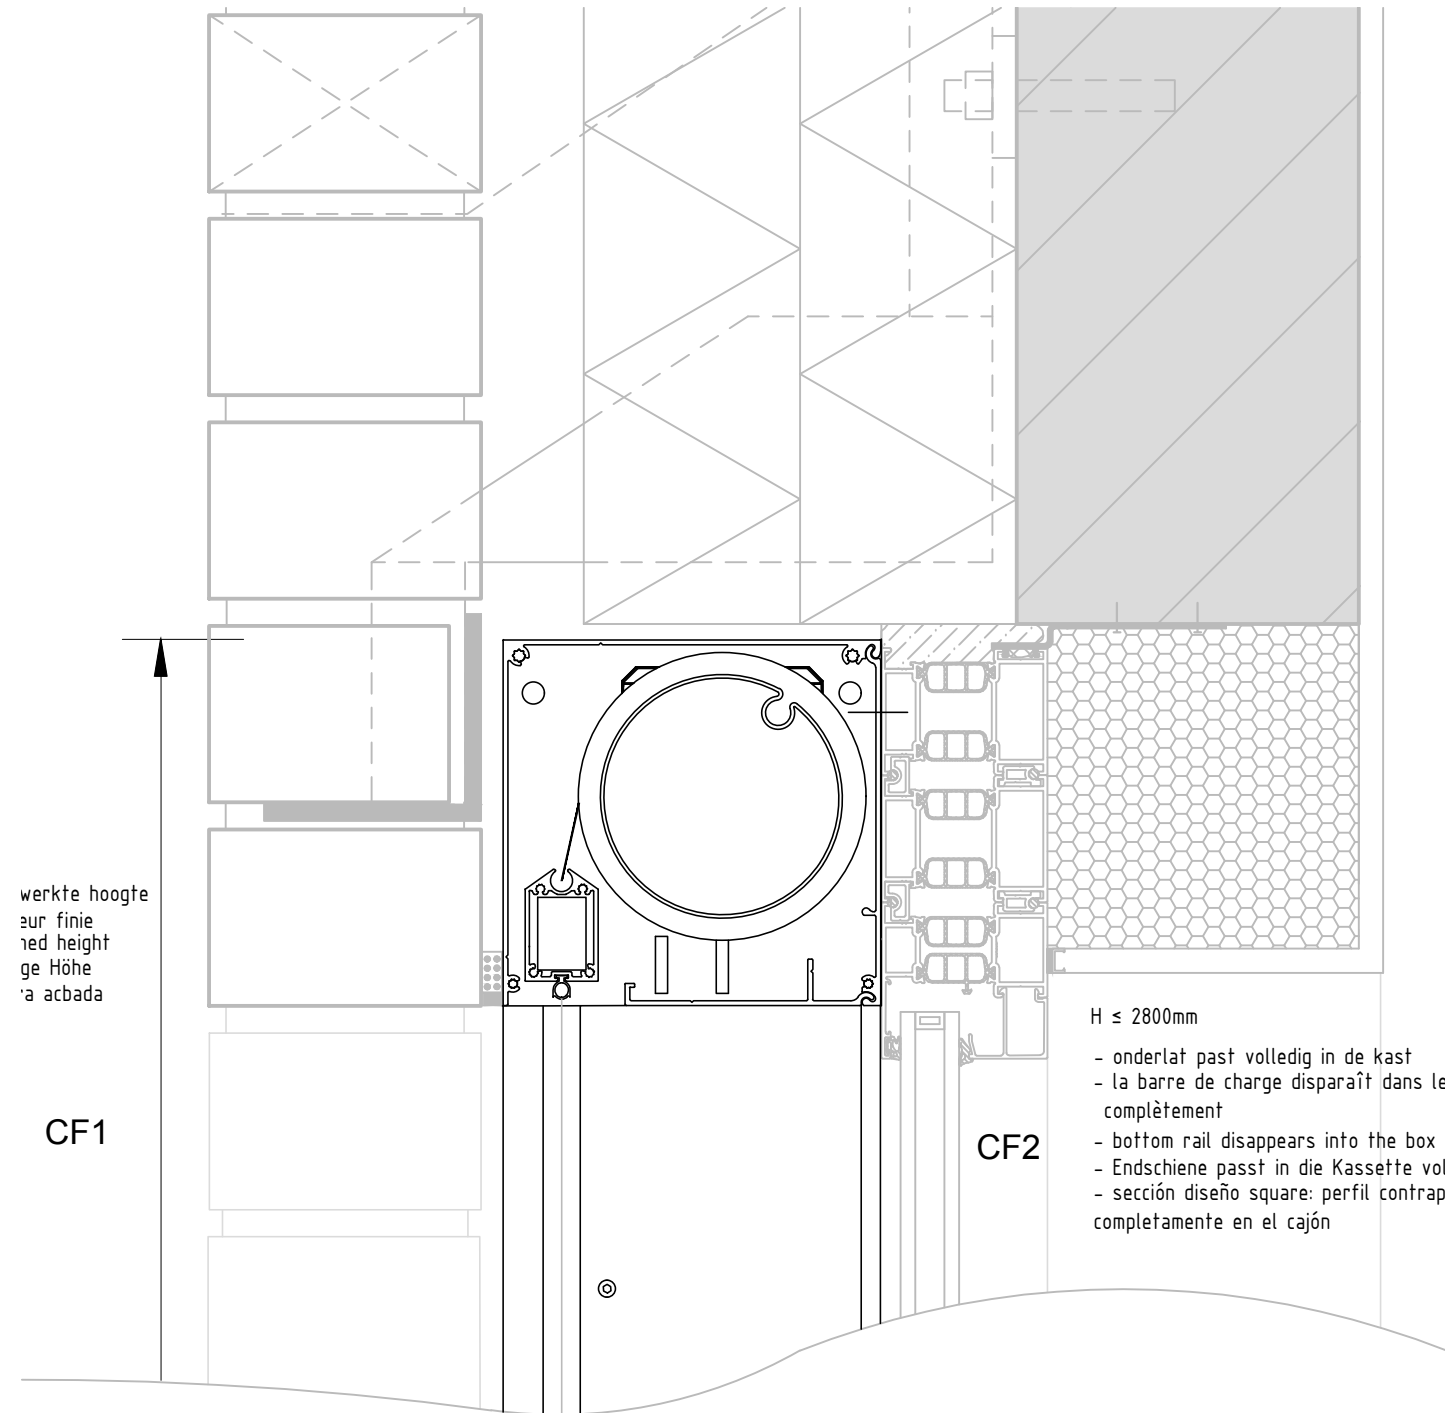 werkte hoogte
eur finie
ned height
ge Höhe
ra acbada
CF1
CF2
H ≤ 2800mm
- onderlat past volledig in de kast
- la barre de charge disparaît dans le
complètement
- bottom rail disappears into the box
- Endschiene passt in die Kassette vol
- sección diseño square: perfil contrap
completamente en el cajón